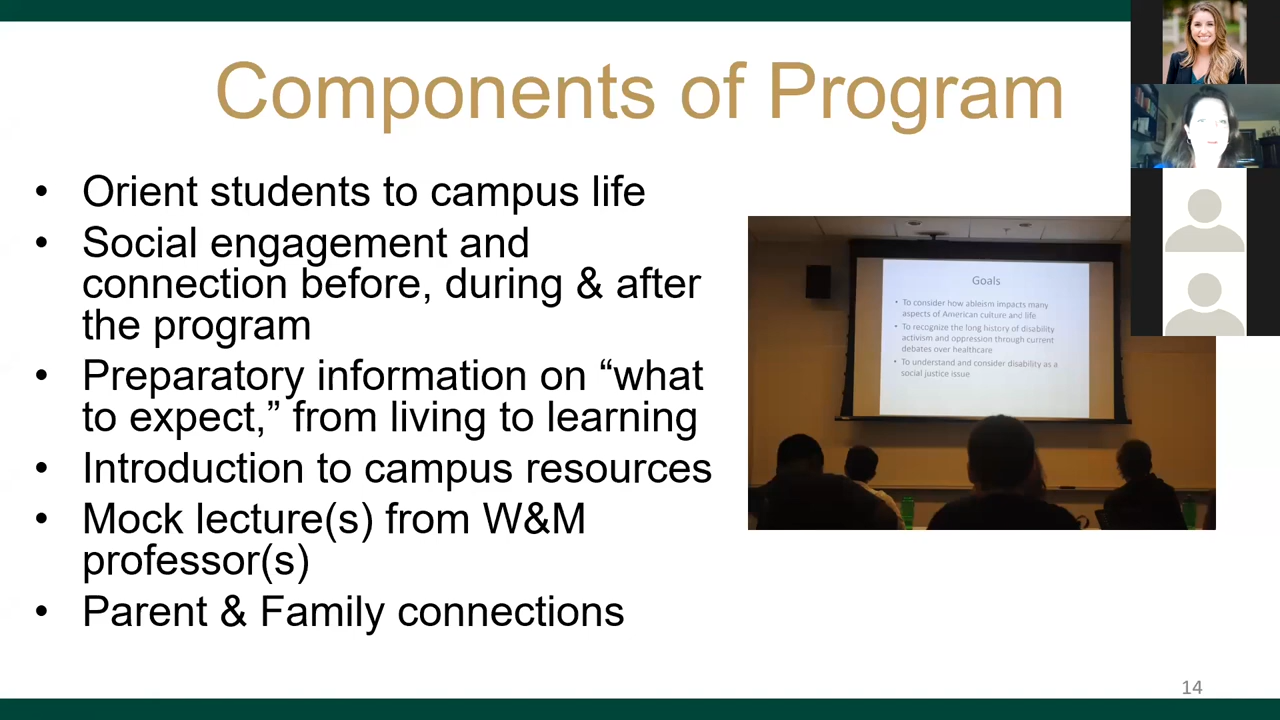 Components of Program
• Orient students to campus life
• Social engagement and
connection before, during & after
the program
• Preparatory information on “what
to expect,” from living to learning
• Introduction to campus resources
• Mock lecture(s) from W&M
professor(s)
• Parent & Family connections
Goals
• To consider how ableism impacts many
aspects of American culture and life
• To recognize the long history of disability
activism and oppression through current
debates over healthcare
• To understand and consider disability as a
social justice issue
14